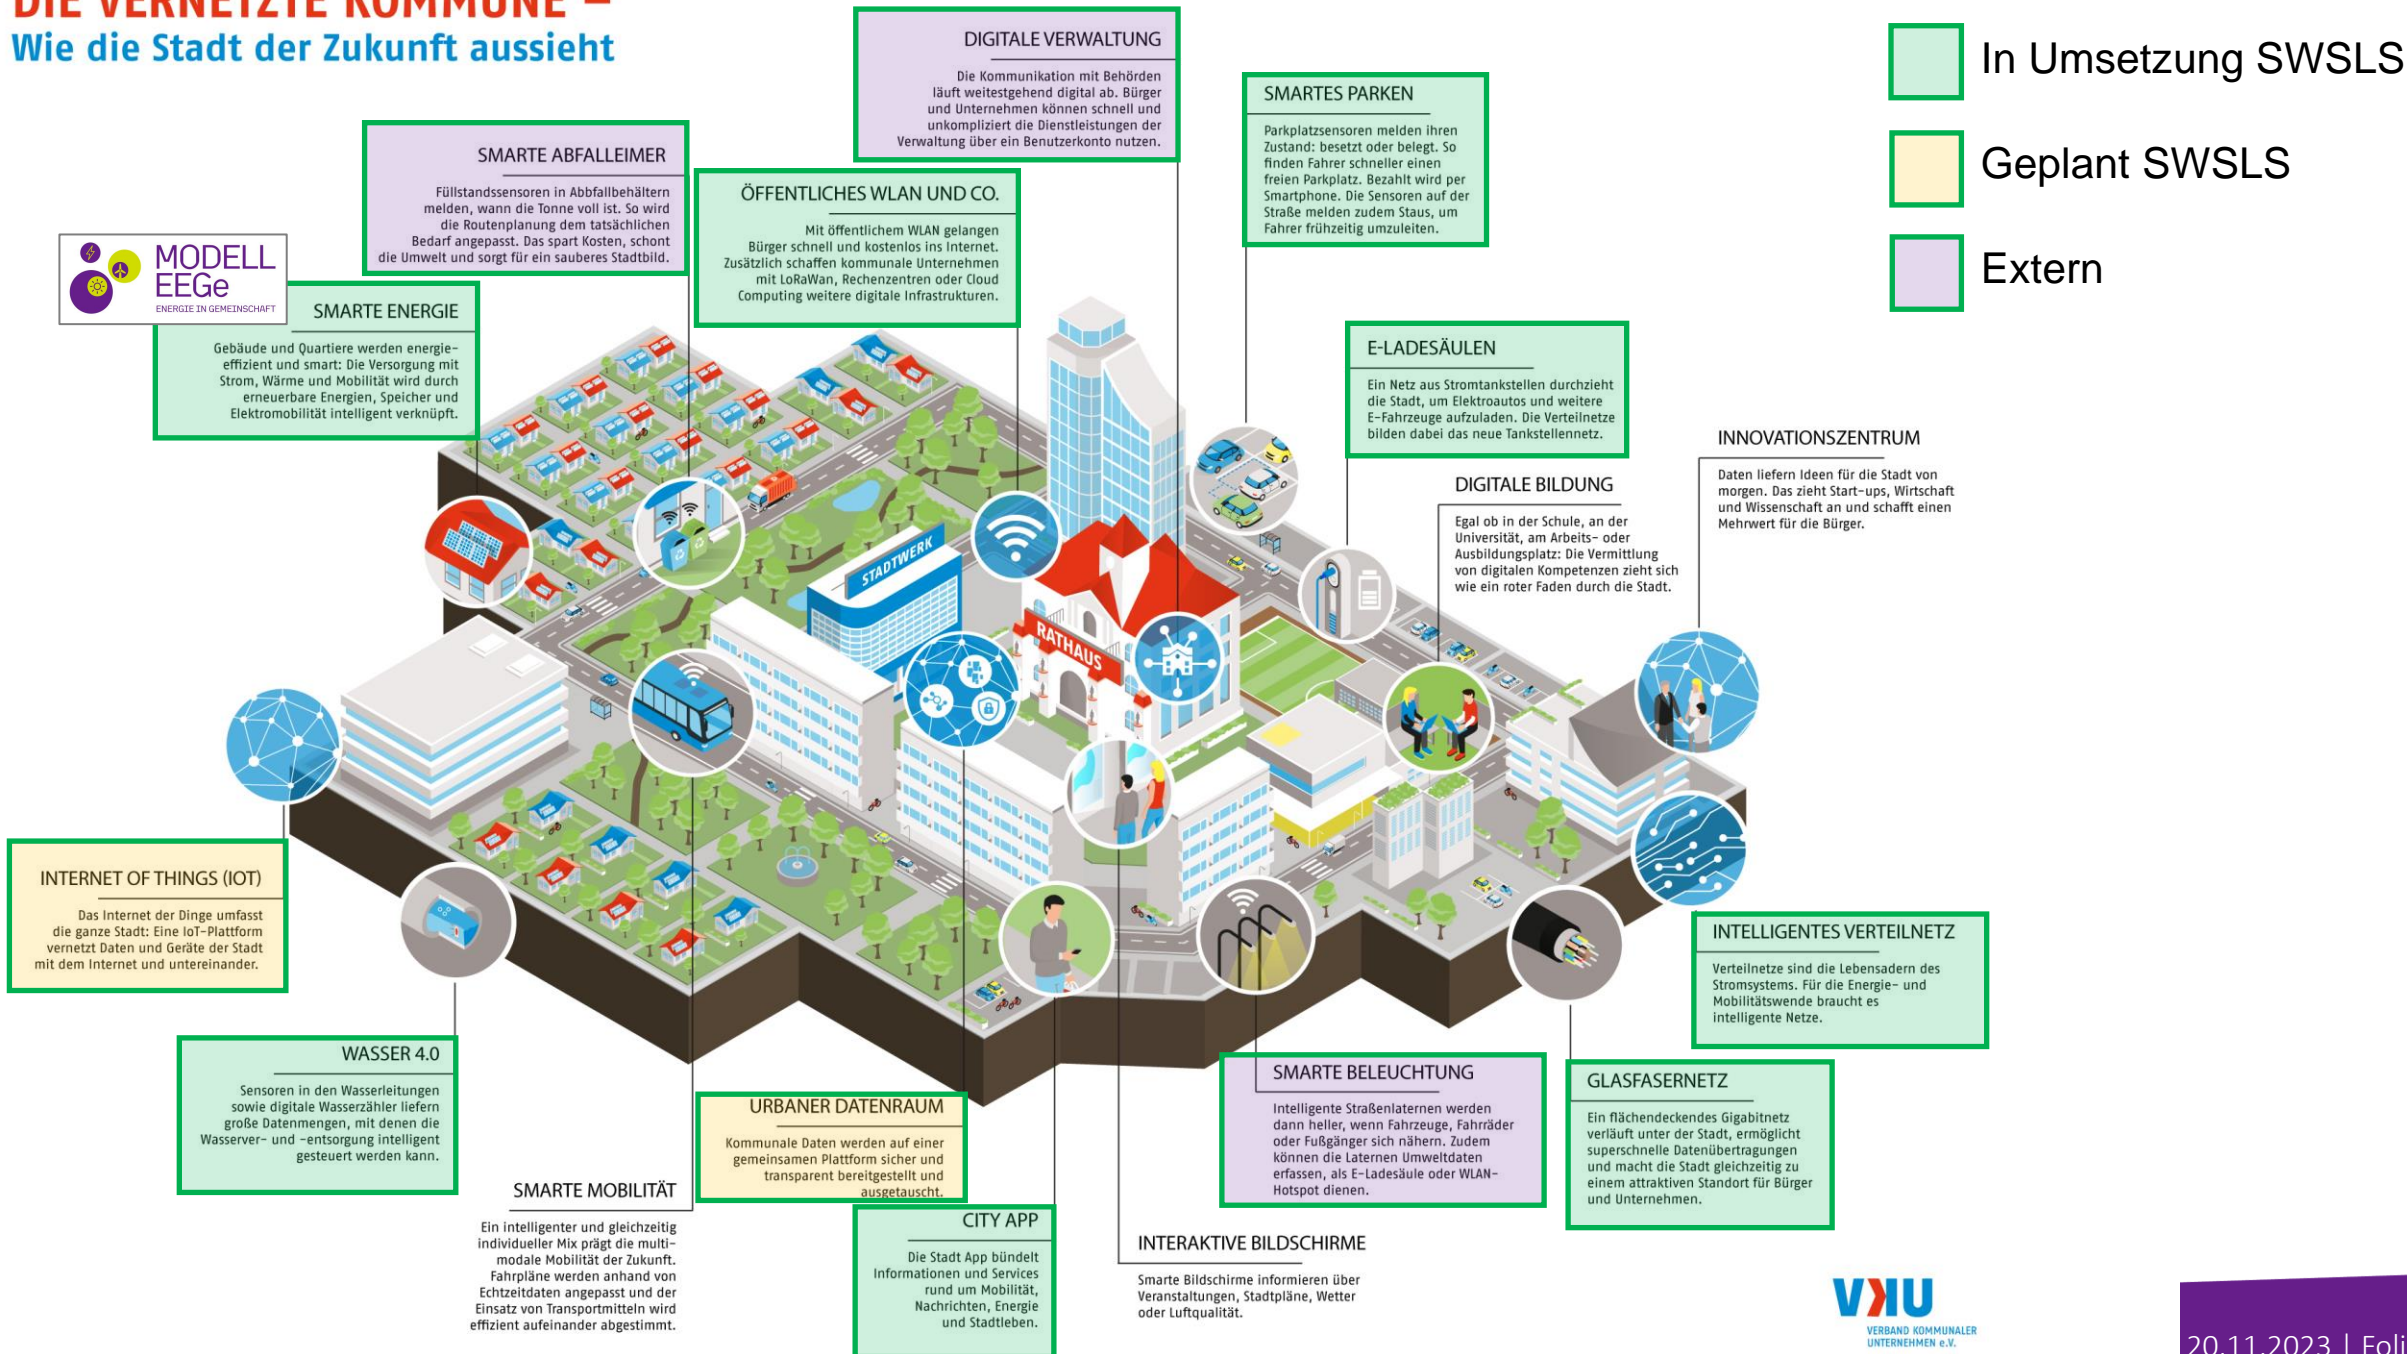 DIE VERNETZTE KOMMUNE –
Wie die Stadt der Zukunft aussieht
In Umsetzung SWSLS
Geplant SWSLS
Extern
DIGITALE VERWALTUNG
Die Kommunikation mit Behörden
läuft weitestgehend digital ab. Bürger
und Unternehmen können schnell und
unkompliziert die Dienstleistungen der
Verwaltung über ein Benutzerkonto nutzen.
SMARTES PARKEN
Parkplatzsensoren melden ihren
Zustand: besetzt oder belegt. So
finden Fahrer schneller einen
freien Parkplatz. Bezahlt wird per
Smartphone. Die Sensoren auf der
Straße melden zudem Staus, um
Fahrer frühzeitig umzuleiten.
SMARTE ABFALLEIMER
Füllstandssensoren in Abbfallbehältern
melden, wann die Tonne voll ist. So wird
die Routenplanung dem tatsächlichen
Bedarf angepasst. Das spart Kosten, schont
die Umwelt und sorgt für ein sauberes Stadtbild.
ÖFFENTLICHES WLAN UND CO.
Mit öffentlichem WLAN gelangen
Bürger schnell und kostenlos ins Internet.
Zusätzlich schaffen kommunale Unternehmen
mit LoRaWan, Rechenzentren oder Cloud
Computing weitere digitale Infrastrukturen.
MODELL
EEGe
ENERGIE IN GEMEINSCHAFT
SMARTE ENERGIE
Gebäude und Quartiere werden energie-
effizient und smart: Die Versorgung mit
Strom, Wärme und Mobilität wird durch
erneuerbare Energien, Speicher und
Elektromobilität intelligent verknüpft.
E-LADESÄULEN
Ein Netz aus Stromtankstellen durchzieht
die Stadt, um Elektroautos und weitere
E-Fahrzeuge aufzuladen. Die Verteilnetze
bilden dabei das neue Tankstellennetz.
DIGITALE BILDUNG
Egal ob in der Schule, an der
Universität, am Arbeits- oder
Ausbildungsplatz: Die Vermittlung
von digitalen Kompetenzen zieht sich
wie ein roter Faden durch die Stadt.
INNOVATIONSZENTRUM
Daten liefern Ideen für die Stadt von
morgen. Das zieht Start-ups, Wirtschaft
und Wissenschaft an und schafft einen
Mehrwert für die Bürger.
STADTWERK
RATHAUS
INTERNET OF THINGS (IOT)
Das Internet der Dinge umfasst
die ganze Stadt: Eine IoT-Plattform
vernetzt Daten und Geräte der Stadt
mit dem Internet und untereinander.
WASSER 4.0
Sensoren in den Wasserleitungen
sowie digitale Wasserzähler liefern
große Datenmengen, mit denen die
Wasserver- und -entsorgung intelligent
gesteuert werden kann.
SMARTE MOBILITÄT
Ein intelligenter und gleichzeitig
individueller Mix prägt die multi-
modale Mobilität der Zukunft.
Fahrpläne werden anhand von
Echtzeitdaten angepasst und der
Einsatz von Transportmitteln wird
effizient aufeinander abgestimmt.
URBANER DATENRAUM
Kommunale Daten werden auf einer
gemeinsamen Plattform sicher und
transparent bereitgestellt und
ausgetauscht.
CITY APP
Die Stadt App bündelt
Informationen und Services
rund um Mobilität,
Nachrichten, Energie
und Stadtleben.
INTERAKTIVE BILDSCHIRME
Smarte Bildschirme informieren über
Veranstaltungen, Stadtpläne, Wetter
oder Luftqualität.
SMARTE BELEUCHTUNG
Intelligente Straßenlaternen werden
dann heller, wenn Fahrzeuge, Fahrräder
oder Fußgänger sich nähern. Zudem
können die Laternen Umweltdaten
erfassen, als E-Ladesäule oder WLAN-
Hotspot dienen.
GLASFASERNETZ
Ein flächendeckendes Gigabitnetz
verläuft unter der Stadt, ermöglicht
superschnelle Datenübertragungen
und macht die Stadt gleichzeitig zu
einem attraktiven Standort für Bürger
und Unternehmen.
INTELLIGENTES VERTEILNETZ
Verteilnetze sind die Lebensadern des
Stromsystems. Für die Energie- und
Mobilitätswende braucht es
intelligente Netze.
VKU
VERBAND KOMMUNALER
UNTERNEHMEN e.V.
20.11.2023 | Foli